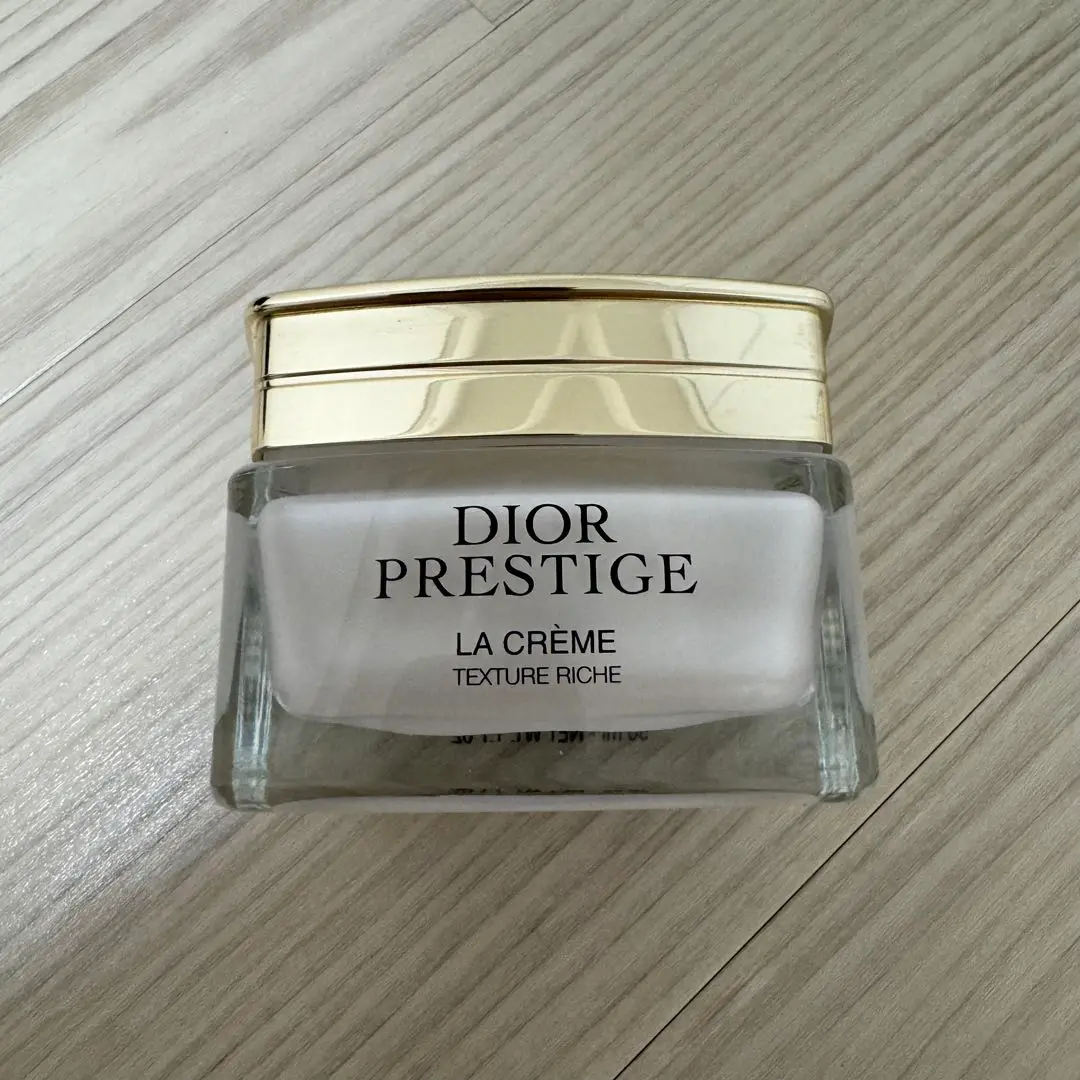 DIOR
PRESTIGE
LA CRÈME
TEXTURE RICHE